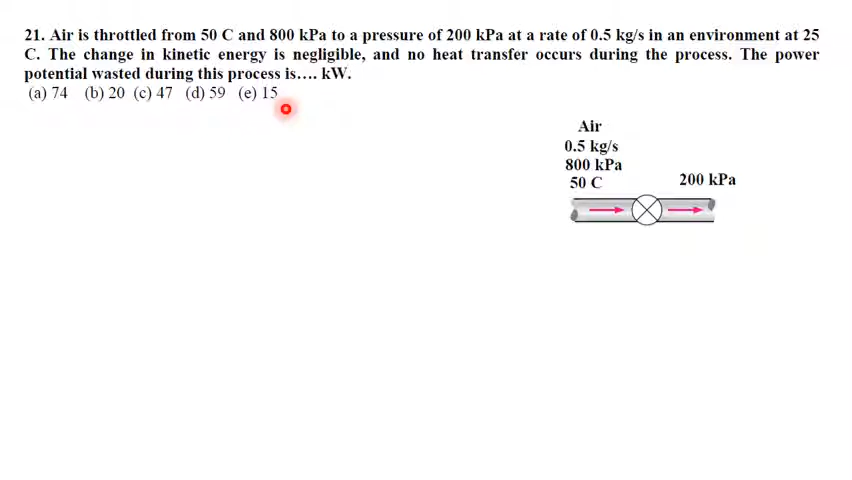 21. Air is throttled from 50 C and 800 kPa to a pressure of 200 kPa at a rate of 0.5 kg/s in an environment at 25
C. The change in kinetic energy is negligible, and no heat transfer occurs during the process. The power
potential wasted during this process is…. kW.
(a) 74 (b) 20 (c) 47 (d) 59 (e) 15
Air
0.5 kg/s
800 kPa
50 C
200 kPa